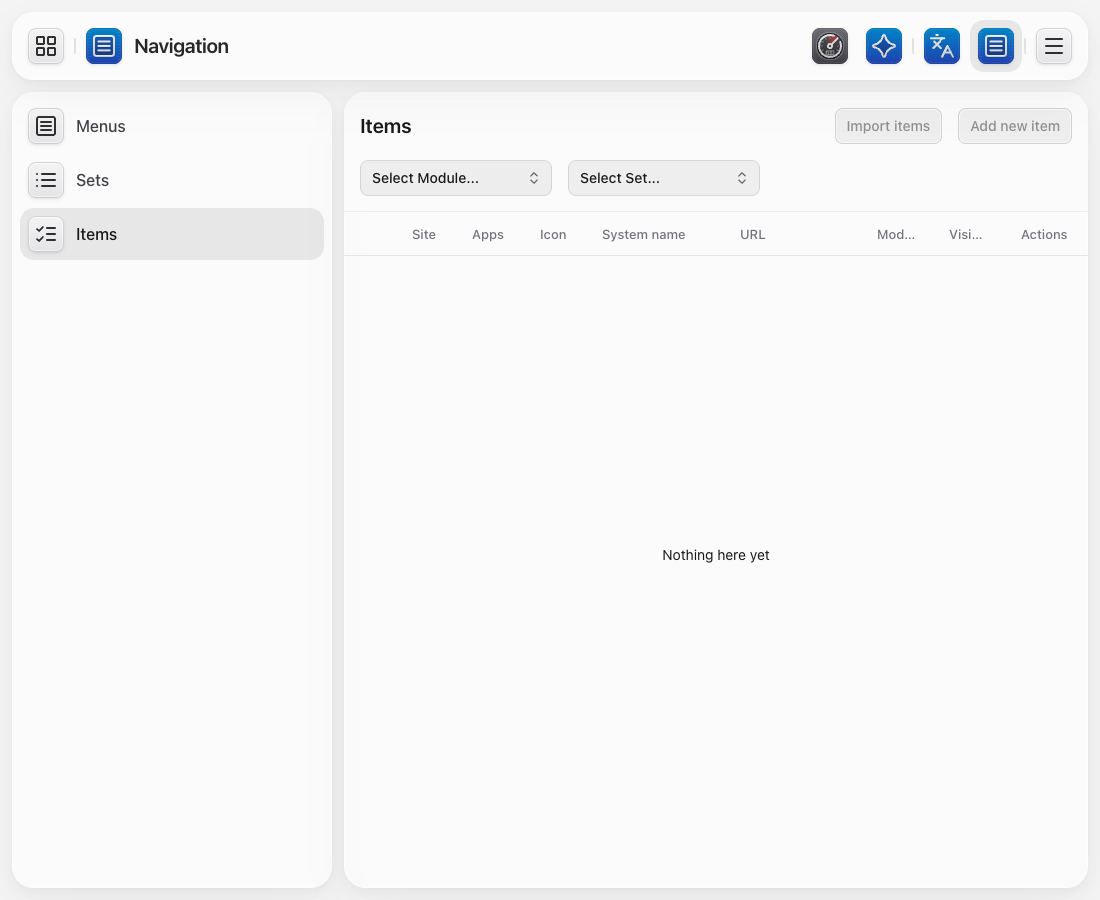 Navigation
Menus
Sets
Items
Items
Import items
Add new item
Select Module...
Select Set...
Site Apps Icon System name URL Mod... Visi... Actions
Nothing here yet